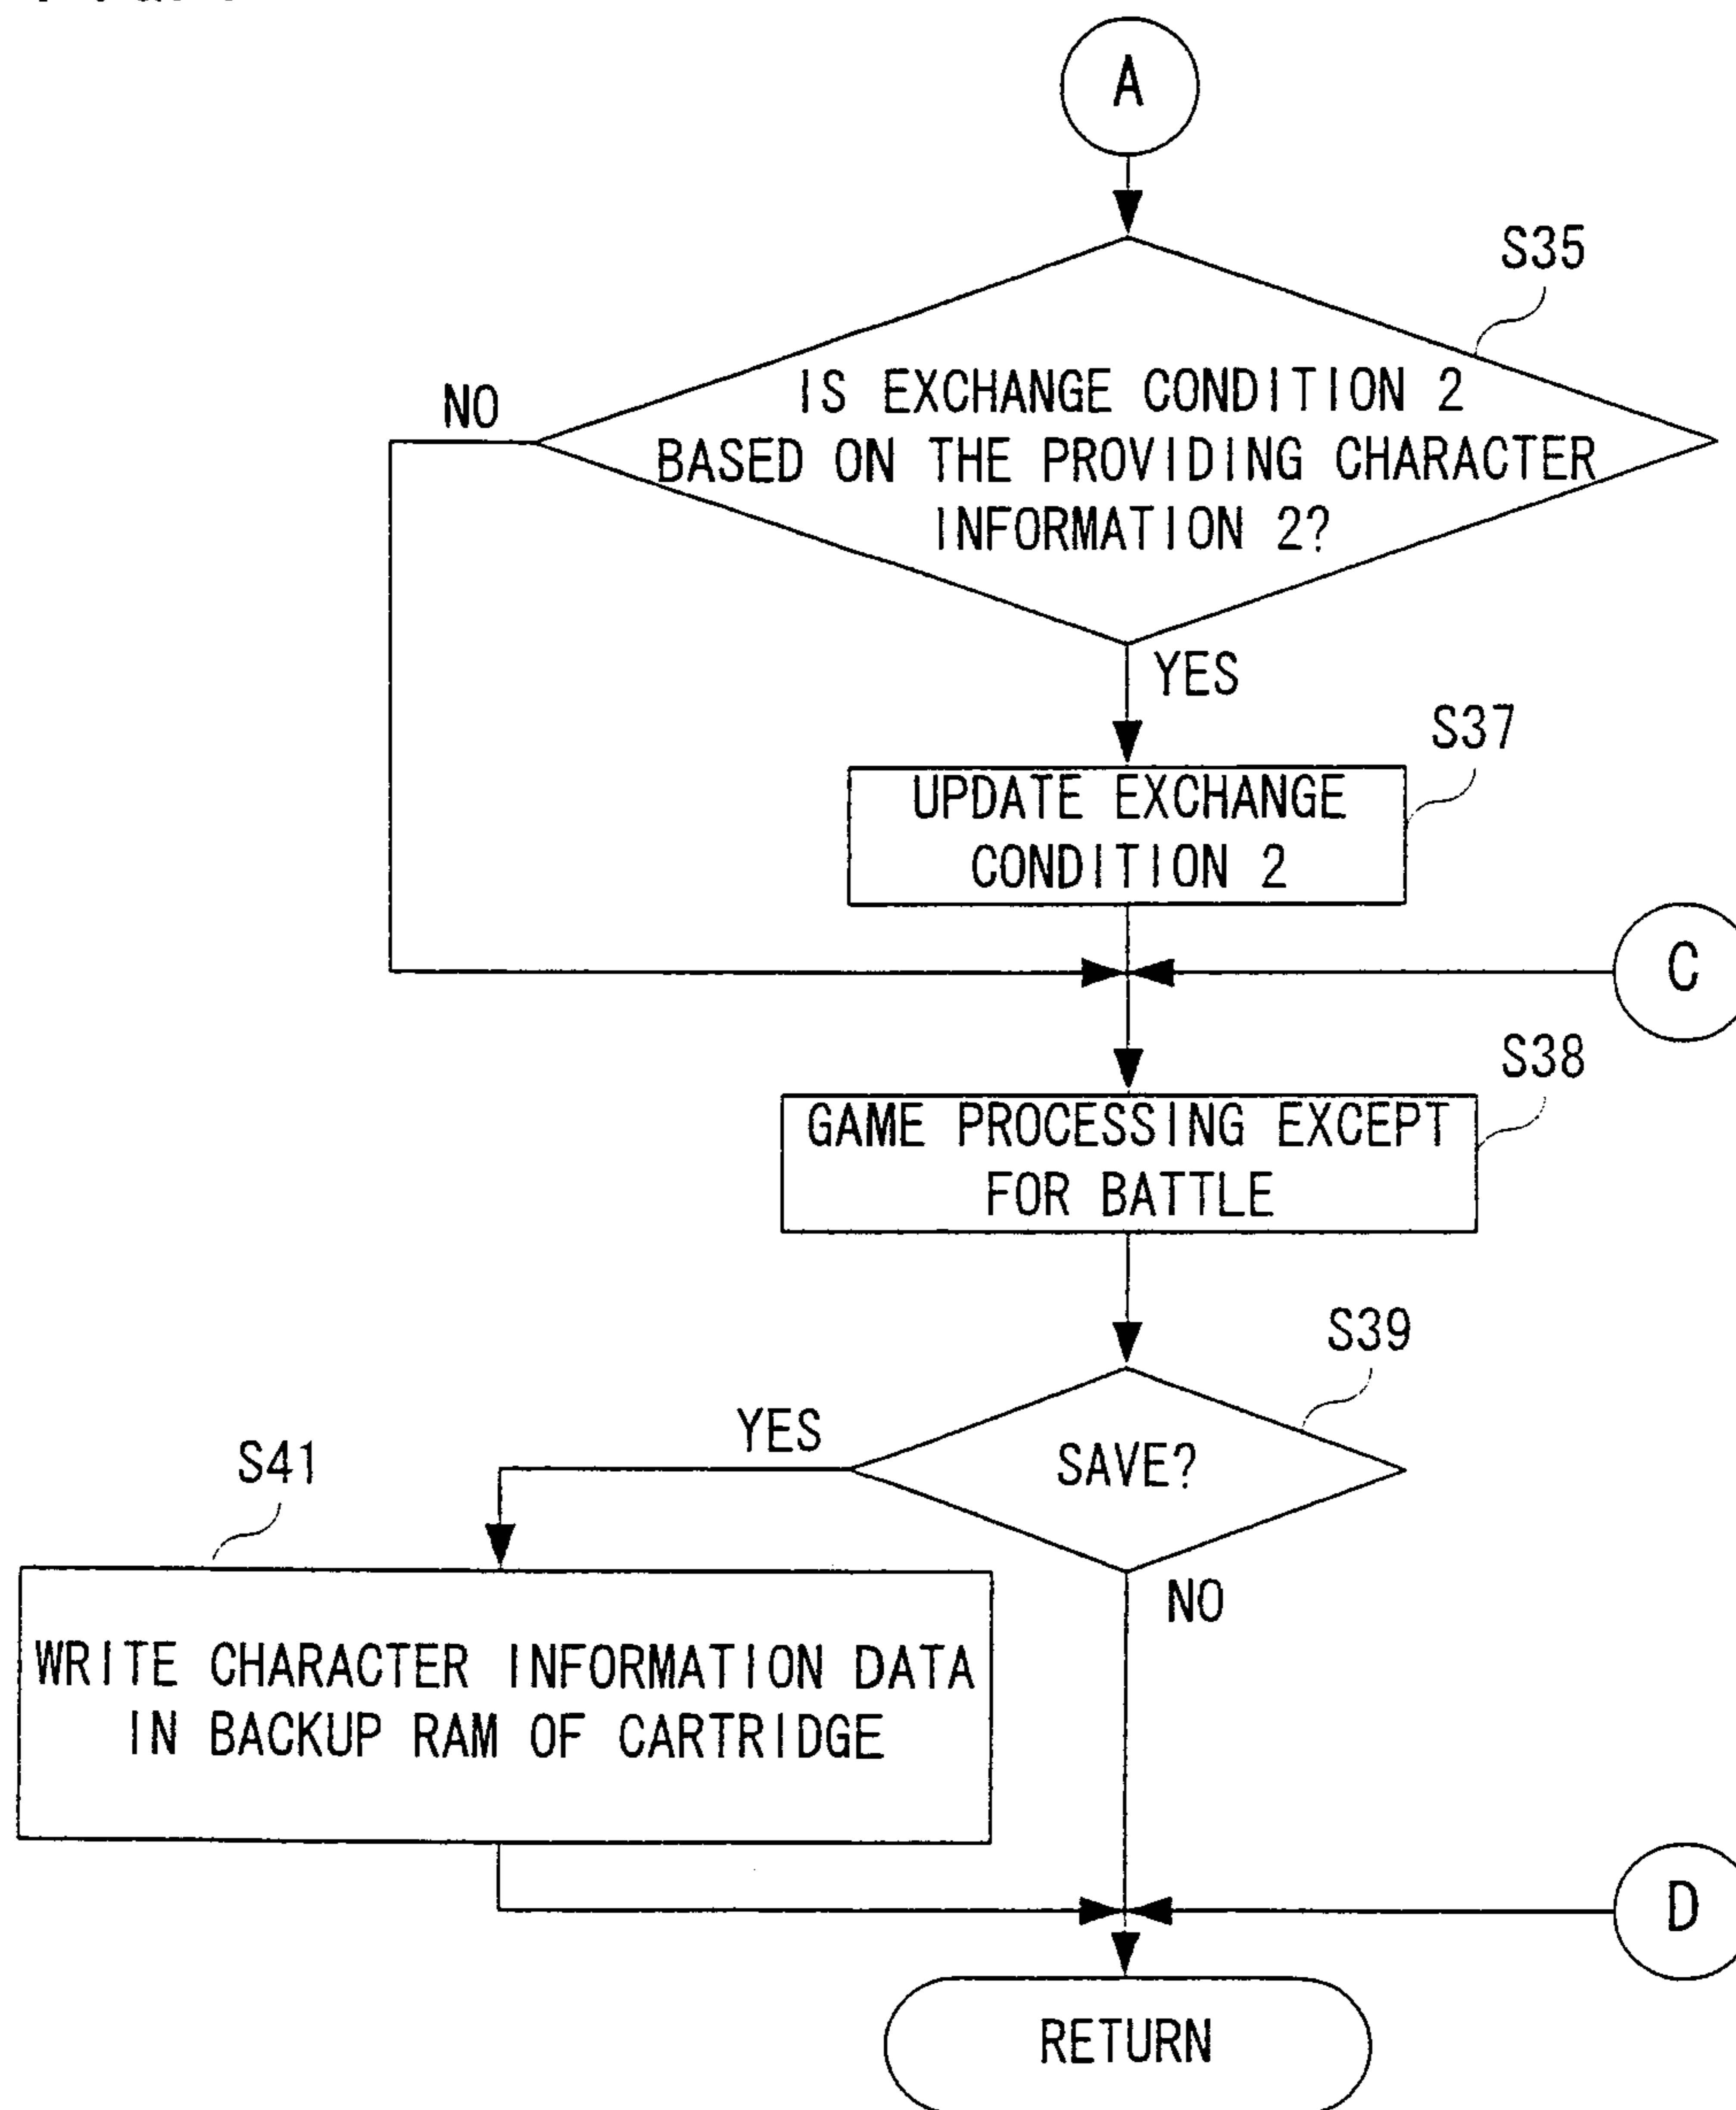 A
S35
NO
IS EXCHANGE CONDITION 2
BASED ON THE PROVIDING CHARACTER
INFORMATION 2?
YES
S37
UPDATE EXCHANGE
CONDITION 2
C
S38
GAME PROCESSING EXCEPT
FOR BATTLE
S39
YES
SAVE?
S41
NO
WRITE CHARACTER INFORMATION DATA
IN BACKUP RAM OF CARTRIDGE
D
RETURN